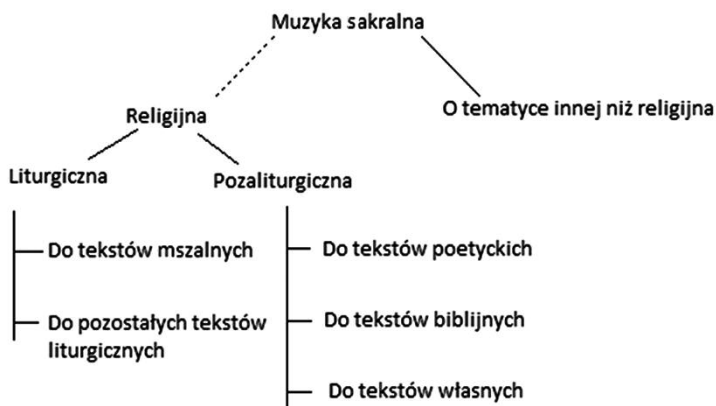 Muzyka sakralna
Religijna
O tematyce innej niż religijna
Liturgiczna
Pozaliturgiczna
Do tekstów mszalnych
Do tekstów poetyckich
Do pozostałych tekstów
liturgicznych
Do tekstów biblijnych
Do tekstów własnych